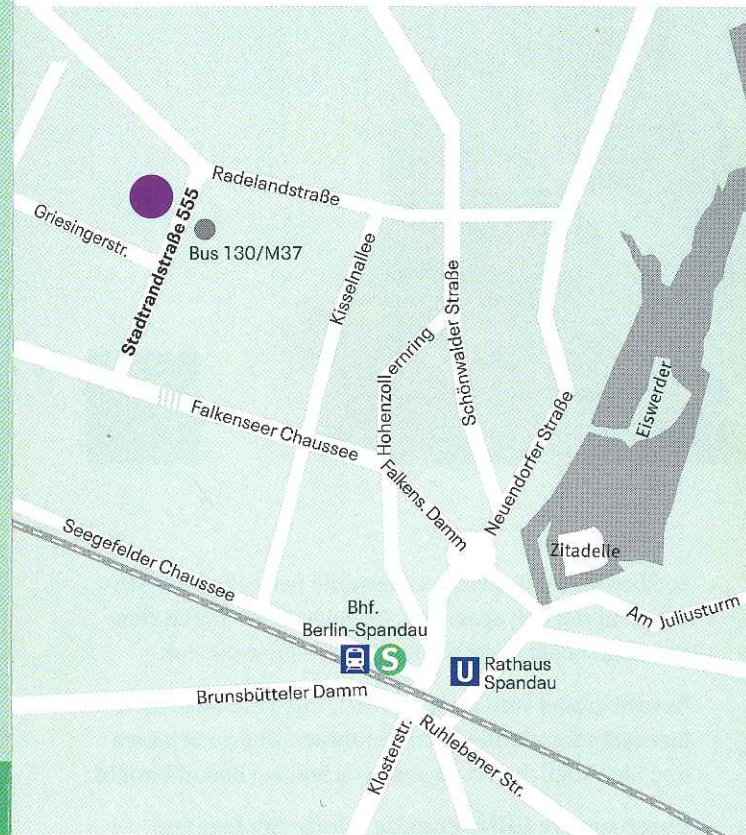 Radelandstraße
Griesingerstr.
Stadtrandstraße 555
Bus 130/M37
Kisselnallee
Schönwalder Straße
Hohenzollernring
Eiswerder
Falkenseer Chaussee
Neuendorfer Straße
Falkens. Damm
Seegefelder Chaussee
Zitadelle
Bhf.
Berlin-Spandau
S
Am Juliusturm
U
Rathaus
Spandau
Brunsbütteler Damm
Klosterstr.
Ruhlebener Str.